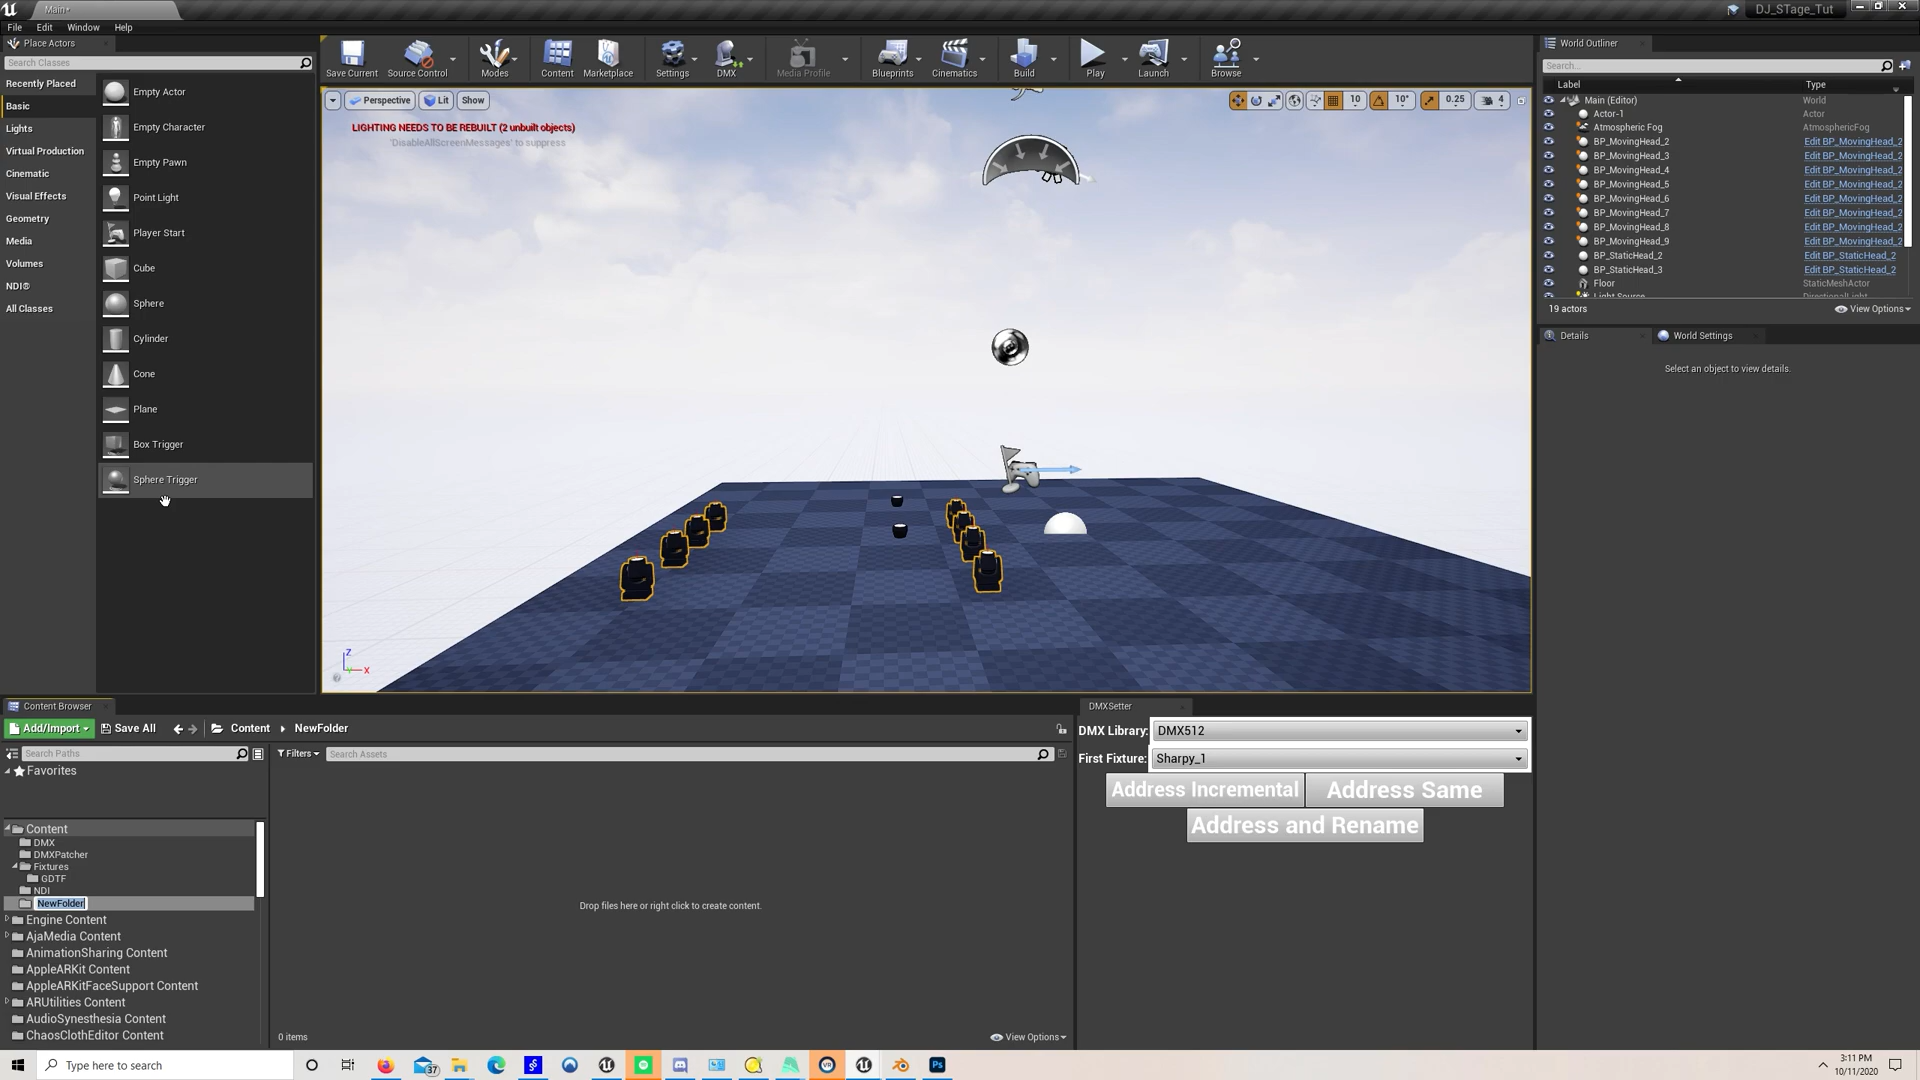 Main*
DJ_STage_Tut
File Edit Window Help
Place Actors
Search Classes
Recently Placed
Basic
Lights
Virtual Production
Cinematic
Visual Effects
Geometry
Media
Volumes
NDI®
All Classes
Empty Actor
Empty Character
Empty Pawn
Point Light
Player Start
Cube
Sphere
Cylinder
Cone
Plane
Box Trigger
Sphere Trigger
Save Current Source Control Modes Content Marketplace Settings DMX Media Profile Blueprints Cinematics Build Play Launch Browse
Perspective Lit Show
10 10° 0.25 4
LIGHTING NEEDS TO BE REBUILT (2 unbuilt objects)
'DisableAllScreenMessages' to suppress
Z
X
World Outliner
Search...
Label Type
Main (Editor) World
Actor-1 Actor
Atmospheric Fog AtmosphericFog
BP_MovingHead_2 Edit BP_MovingHead_2
BP_MovingHead_3 Edit BP_MovingHead_2
BP_MovingHead_4 Edit BP_MovingHead_2
BP_MovingHead_5 Edit BP_MovingHead_2
BP_MovingHead_6 Edit BP_MovingHead_2
BP_MovingHead_7 Edit BP_MovingHead_2
BP_MovingHead_8 Edit BP_MovingHead_2
BP_MovingHead_9 Edit BP_MovingHead_2
BP_StaticHead_2 Edit BP_StaticHead_2
BP_StaticHead_3 Edit BP_StaticHead_2
Floor StaticMeshActor
Light Source DirectionalLight
19 actors View Options
Details World Settings
Select an object to view details.
Content Browser
Add/Import Save All Content NewFolder
Search Paths
Filters Search Assets
Favorites
Content
DMX
DMXPatcher
Fixtures
GDTF
NDI
NewFolder
Engine Content
AjaMedia Content
AnimationSharing Content
AppleARKit Content
AppleARKitFaceSupport Content
ARUtilities Content
AudioSynesthesia Content
ChaosClothEditor Content
Drop files here or right click to create content.
0 items View Options
DMXSetter
DMX Library: DMX512
First Fixture: Sharpy_1
Address Incremental Address Same
Address and Rename
Type here to search
37
VR
Ps
3:11 PM
10/11/2020